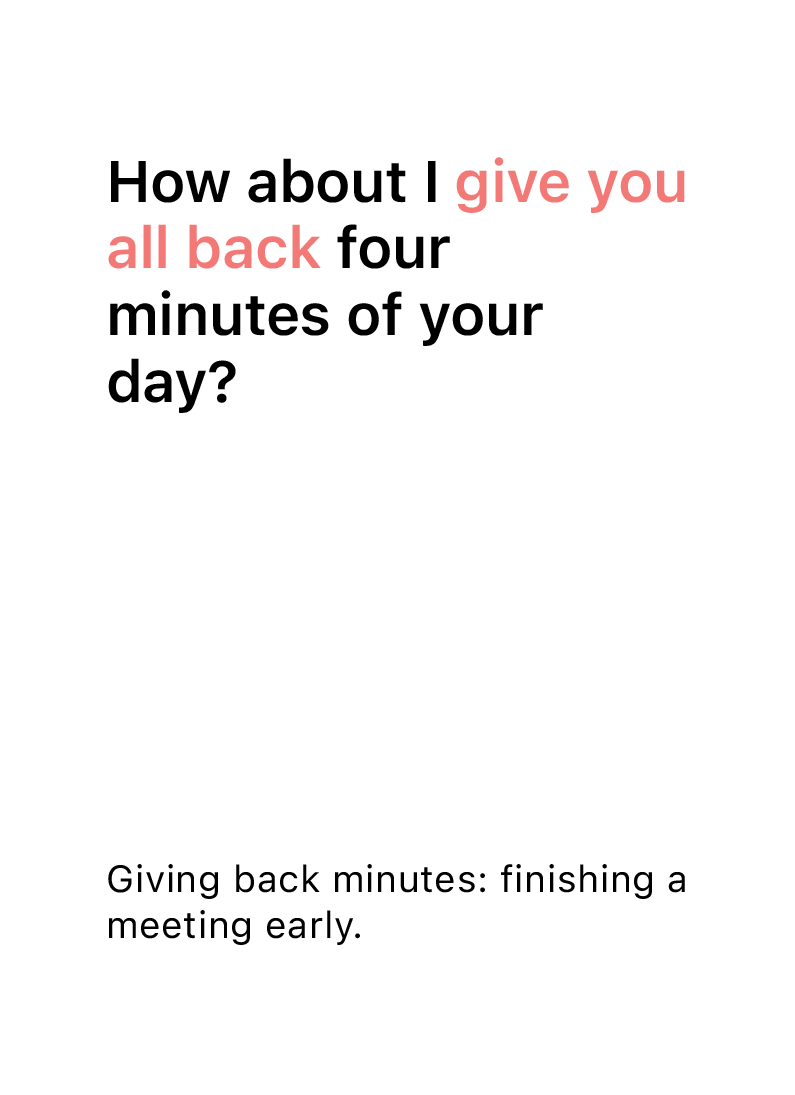 How about I give you
all back four
minutes of your
day?
Giving back minutes: finishing a
meeting early.